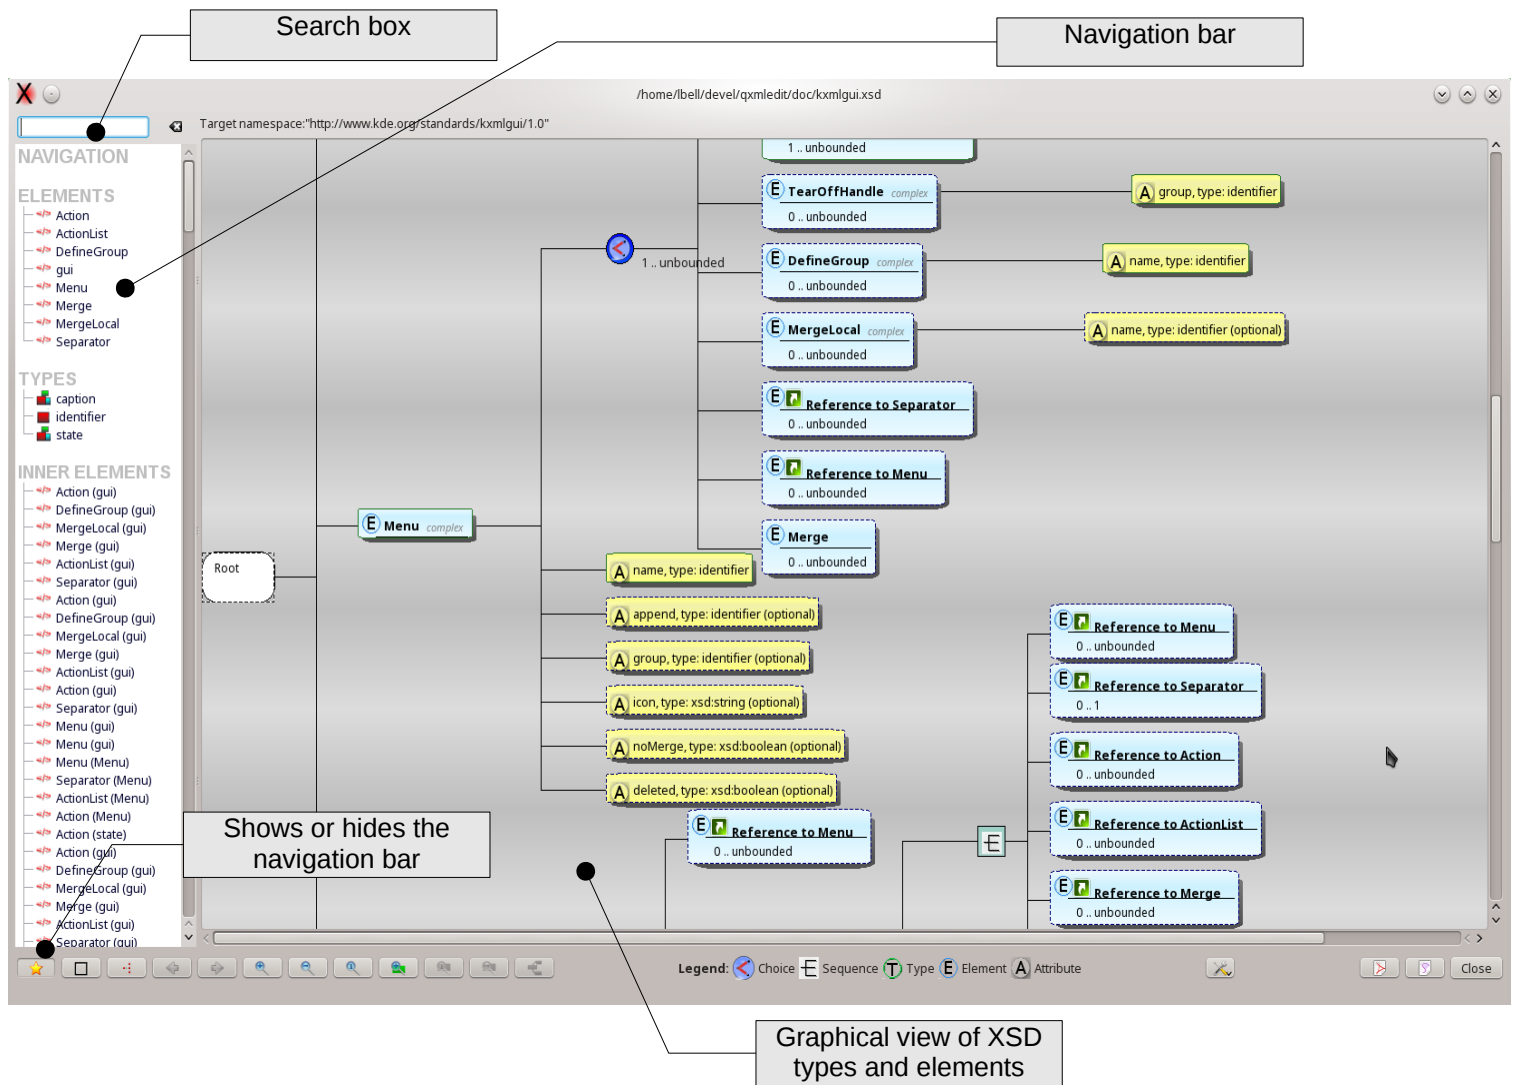 Search box
Navigation bar
/home/lbell/devel/qxmledit/doc/kxmlgui.xsd
Target namespace:"http://www.kde.org/standards/kxmlgui/1.0"
NAVIGATION
ELEMENTS
Action
ActionList
DefineGroup
gui
Menu
Merge
MergeLocal
Separator
TYPES
caption
identifier
state
INNER ELEMENTS
Action (gui)
DefineGroup (gui)
MergeLocal (gui)
Merge (gui)
ActionList (gui)
Separator (gui)
Action (gui)
DefineGroup (gui)
MergeLocal (gui)
Merge (gui)
ActionList (gui)
Action (gui)
Separator (gui)
Menu (gui)
Menu (gui)
Menu (Menu)
Separator (Menu)
ActionList (Menu)
Action (Menu)
Action (state)
Action (gui)
DefineGroup (gui)
MergeLocal (gui)
Merge (gui)
ActionList (gui)
Separator (gui)
Root
E Menu complex
1 .. unbounded
1 .. unbounded
E TearOffHandle complex
0 .. unbounded
A group, type: identifier
E DefineGroup complex
0 .. unbounded
A name, type: identifier
E MergeLocal complex
0 .. unbounded
A name, type: identifier (optional)
E Reference to Separator
0 .. unbounded
E Reference to Menu
0 .. unbounded
E Merge
0 .. unbounded
A name, type: identifier
A append, type: identifier (optional)
A group, type: identifier (optional)
A icon, type: xsd:string (optional)
A noMerge, type: xsd:boolean (optional)
A deleted, type: xsd:boolean (optional)
E Reference to Menu
0 .. unbounded
E Reference to Menu
0 .. unbounded
E Reference to Separator
0 .. 1
E Reference to Action
0 .. unbounded
E Reference to ActionList
0 .. unbounded
E Reference to Merge
0 .. unbounded
Shows or hides the
navigation bar
Legend: Choice Sequence T Type E Element A Attribute
Close
Graphical view of XSD
types and elements